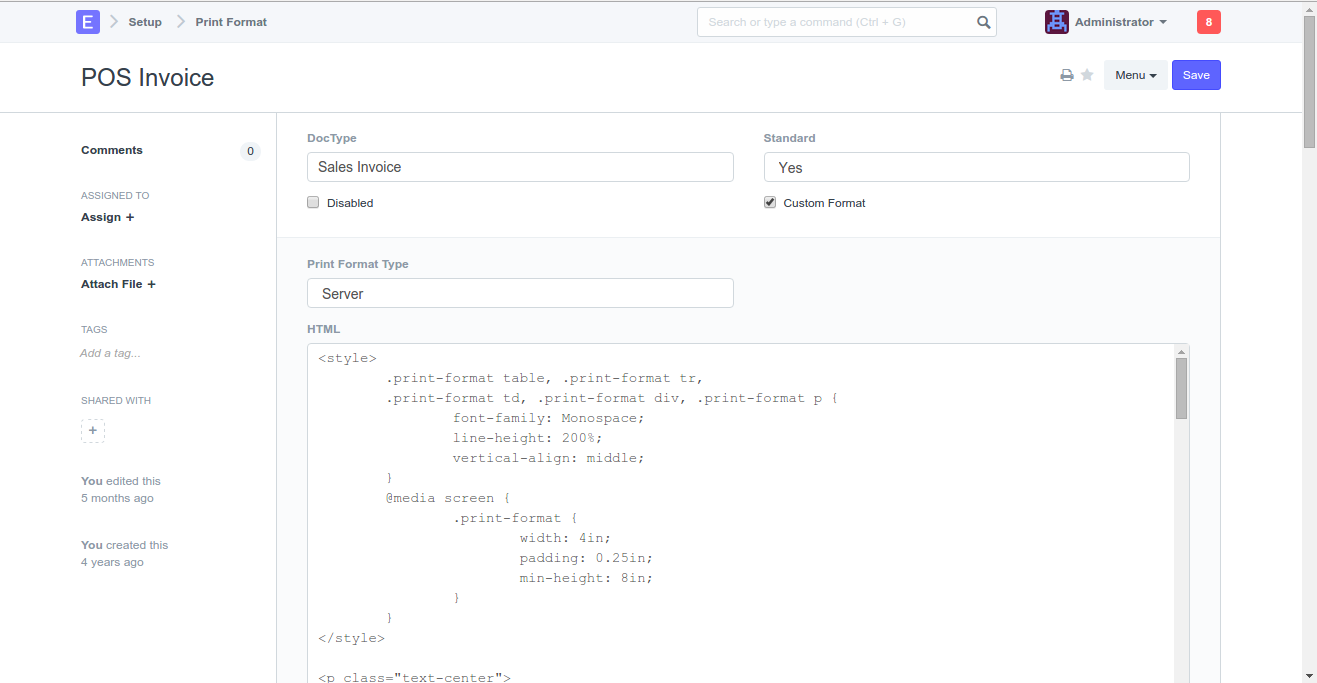 E Setup Print Format
Search or type a command (Ctrl + G)
Administrator
8
POS Invoice
Menu
Save
Comments
0
ASSIGNED TO
Assign +
ATTACHMENTS
Attach File +
TAGS
Add a tag...
SHARED WITH
+
You edited this
5 months ago
You created this
4 years ago
DocType
Sales Invoice
Disabled
Standard
Yes
Custom Format
Print Format Type
Server
HTML
<style>
.print-format table, .print-format tr,
.print-format td, .print-format div, .print-format p {
font-family: Monospace;
line-height: 200%;
vertical-align: middle;
}
@media screen {
.print-format {
width: 4in;
padding: 0.25in;
min-height: 8in;
}
}
</style>
<p class="text-center">